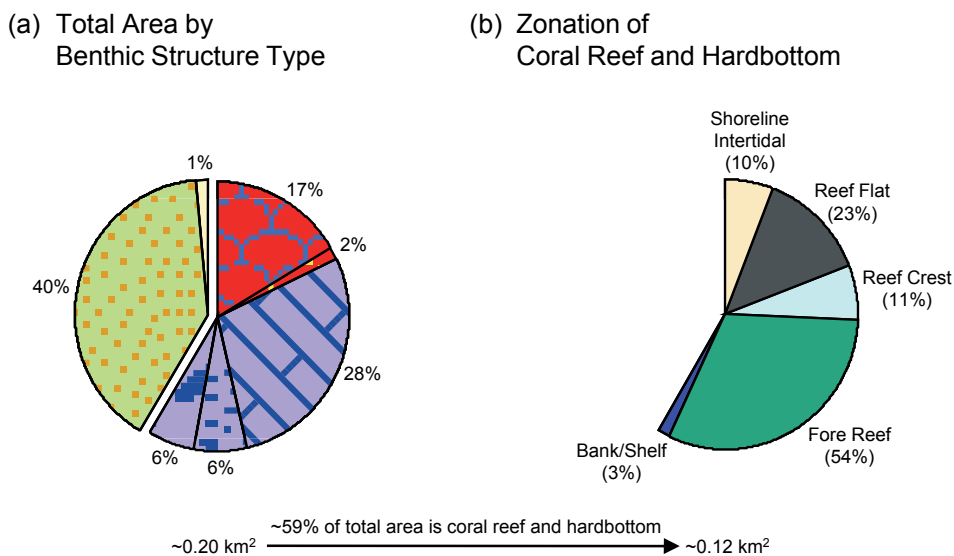 (a) Total Area by
Benthic Structure Type
1%
17%
2%
40%
28%
6%
6%
(b) Zonation of
Coral Reef and Hardbottom
Shoreline
Intertidal
(10%)
Reef Flat
(23%)
Reef Crest
(11%)
Fore Reef
(54%)
Bank/Shelf
(3%)
~59% of total area is coral reef and hardbottom
~0.20 km²
~0.12 km²